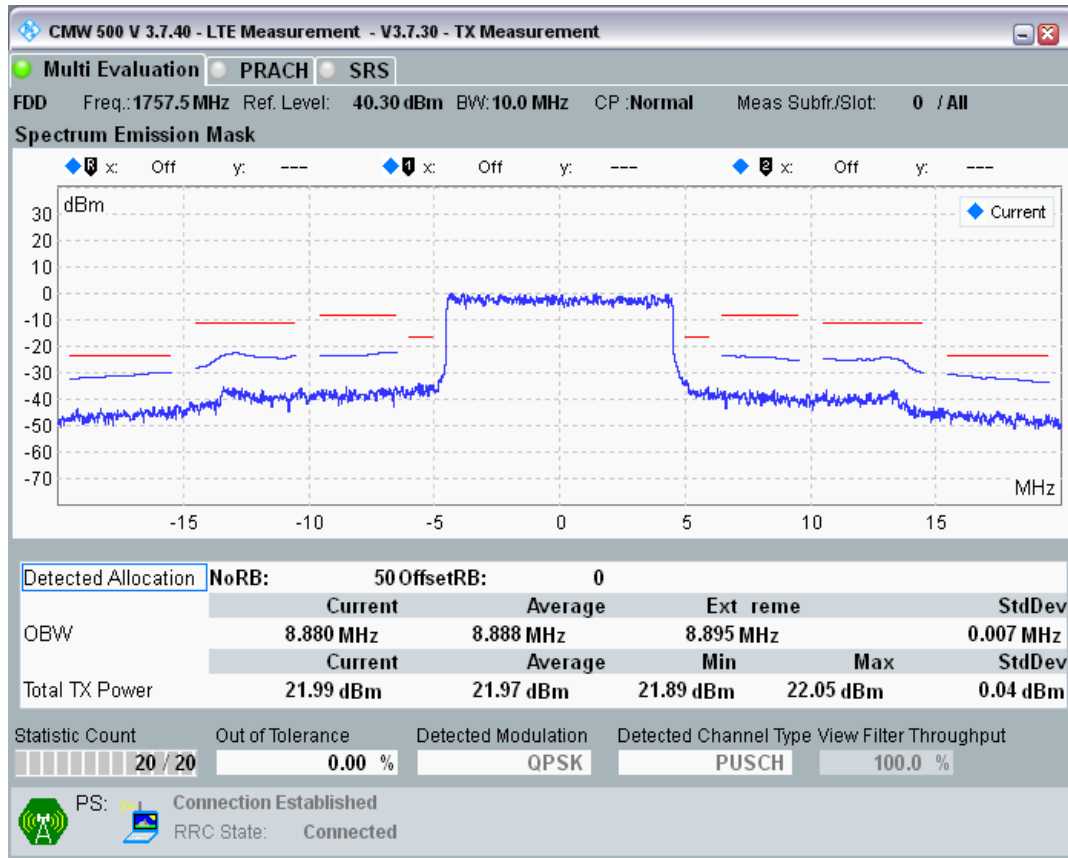 CMW 500 V 3.7.40 - LTE Measurement - V3.7.30 - TX Measurement
Multi Evaluation PRACH SRS
FDD Freq.: 1757.5 MHz Ref. Level: 40.30 dBm BW: 10.0 MHz CP : Normal Meas Subfr./Slot: 0 / All
Spectrum Emission Mask
R x: Off y: --- 1 x: Off y: --- 2 x: Off y: ---
dBm
Current
30
20
10
0
-10
-20
-30
-40
-50
-60
-70
MHz
-15 -10 -5 0 5 10 15
Detected Allocation NoRB: 50 OffsetRB: 0
Current Average Ext reme StdDev
OBW 8.880 MHz 8.888 MHz 8.895 MHz 0.007 MHz
Current Average Min Max StdDev
Total TX Power 21.99 dBm 21.97 dBm 21.89 dBm 22.05 dBm 0.04 dBm
Statistic Count Out of Tolerance Detected Modulation Detected Channel Type View Filter Throughput
20 / 20 0.00 % QPSK PUSCH 100.0 %
PS: Connection Established
RRC State: Connected